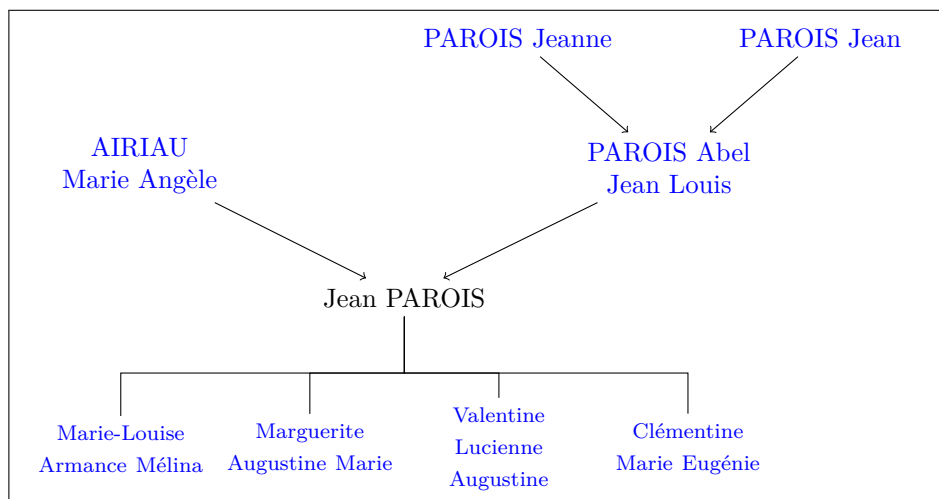 PAROIS Jeanne
PAROIS Jean
AIRIAU
Marie Angèle
PAROIS Abel
Jean Louis
Jean PAROIS
Marie-Louise
Armance Mélina
Marguerite
Augustine Marie
Valentine
Lucienne
Augustine
Clémentine
Marie Eugénie